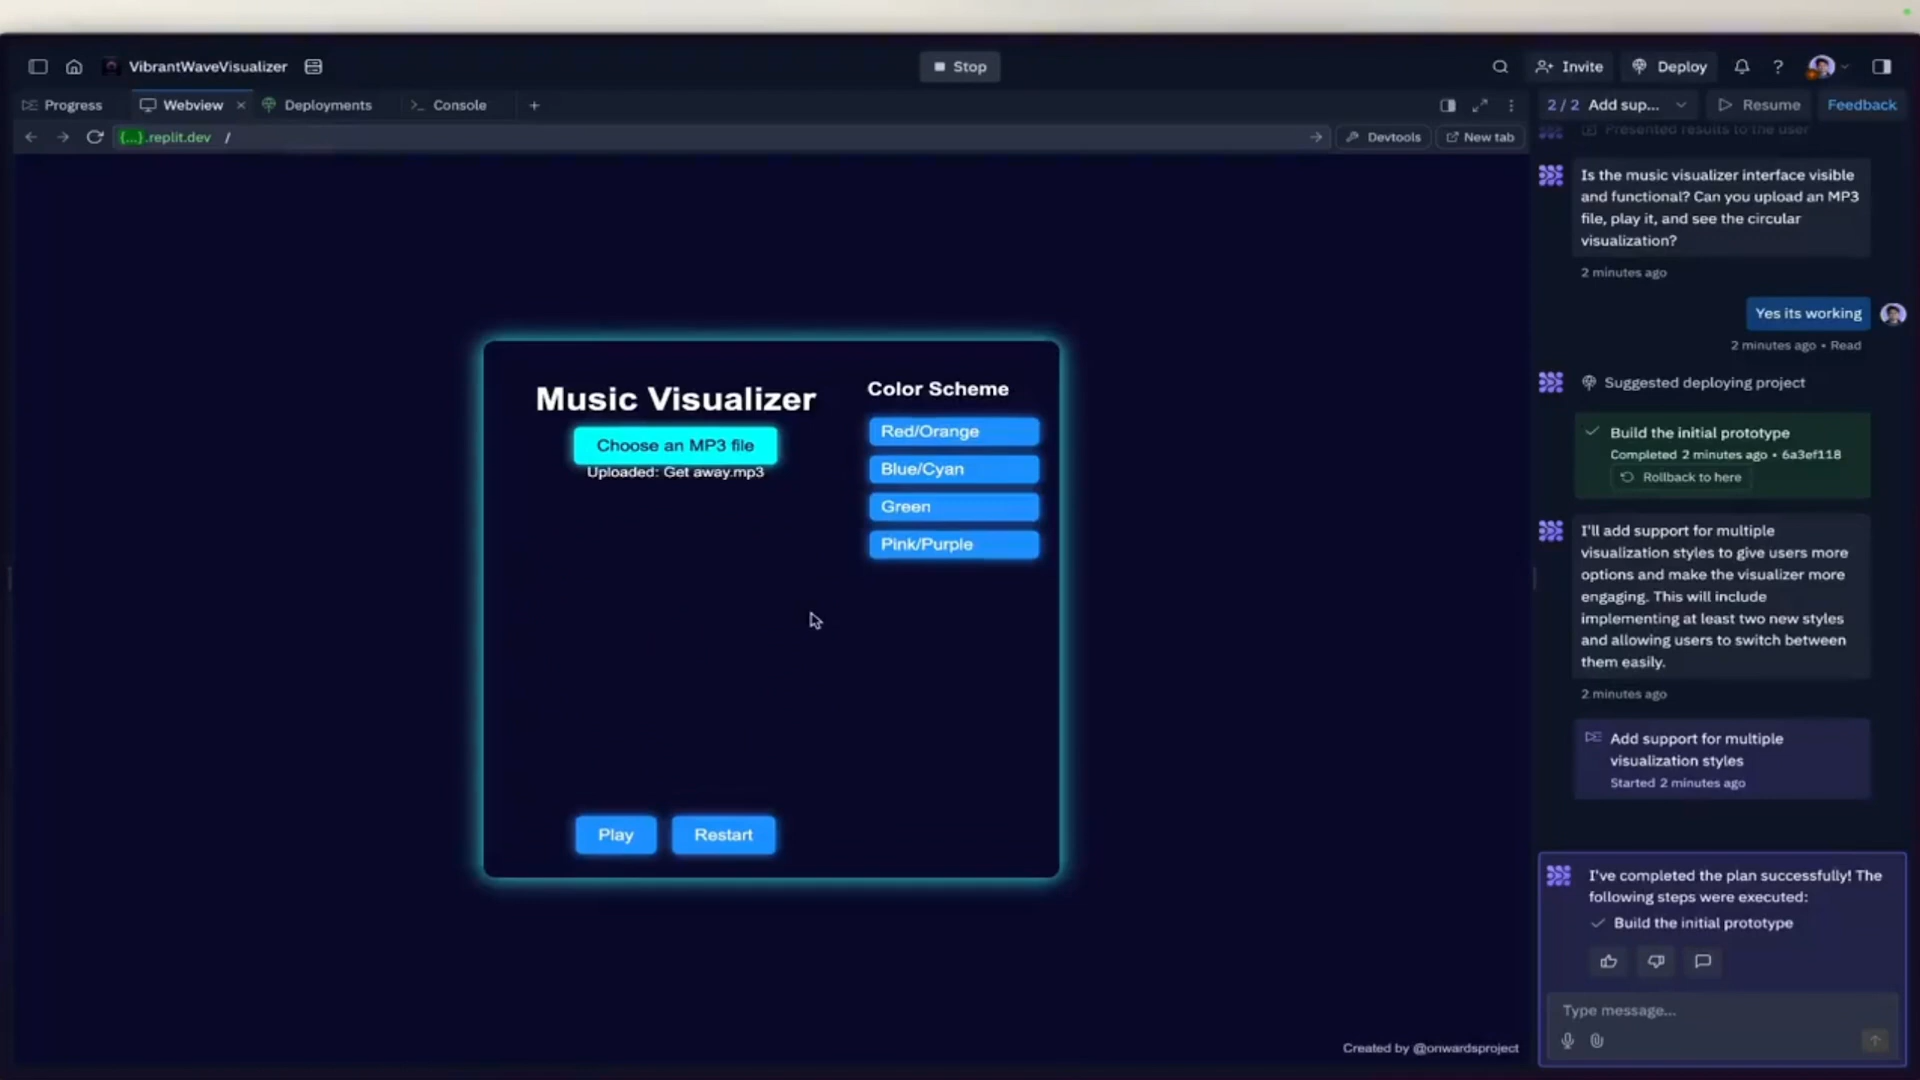 VibrantWaveVisualizer
Stop
Invite
Deploy
?
Progress
Webview
Deployments
Console
2 / 2 Add sup...
Resume
Feedback
{...}.replit.dev /
Devtools
New tab
Music Visualizer
Choose an MP3 file
Uploaded: Get away.mp3
Color Scheme
Red/Orange
Blue/Cyan
Green
Pink/Purple
Play
Restart
Created by @onwardsproject
Presented results to the user
Is the music visualizer interface visible
and functional? Can you upload an MP3
file, play it, and see the circular
visualization?
2 minutes ago
Yes its working
2 minutes ago • Read
Suggested deploying project
Build the initial prototype
Completed 2 minutes ago • 6a3ef118
Rollback to here
I'll add support for multiple
visualization styles to give users more
options and make the visualizer more
engaging. This will include
implementing at least two new styles
and allowing users to switch between
them easily.
2 minutes ago
Add support for multiple
visualization styles
Started 2 minutes ago
I've completed the plan successfully! The
following steps were executed:
Build the initial prototype
Type message...